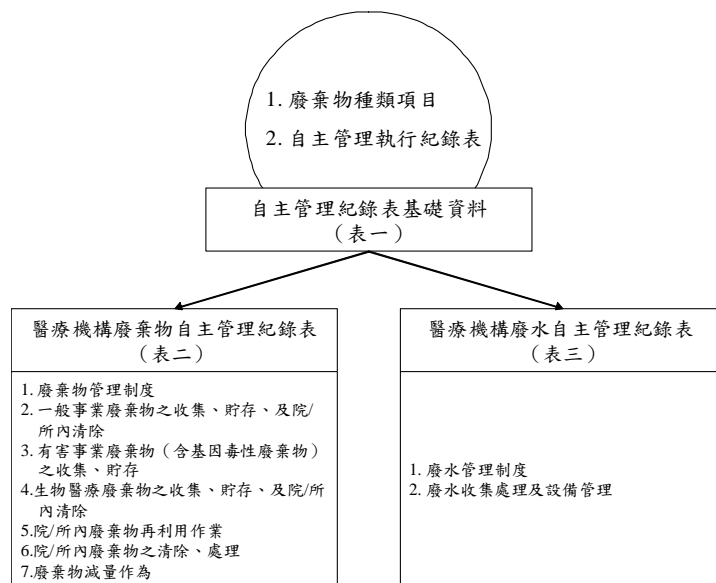 1. 廢棄物種類項目
2. 自主管理執行紀錄表
自主管理紀錄表基礎資料
（表一）
醫療機構廢棄物自主管理紀錄表
（表二）
1. 廢棄物管理制度
2. 一般事業廢棄物之收集、貯存、及院/
所內清除
3. 有害事業廢棄物（含基因毒性廢棄物）
之收集、貯存
4.生物醫療廢棄物之收集、貯存、及院/所
內清除
5.院/所內廢棄物再利用作業
6.院/所內廢棄物之清除、處理
7.廢棄物減量作為
醫療機構廢水自主管理紀錄表
（表三）
1. 廢水管理制度
2. 廢水收集處理及設備管理